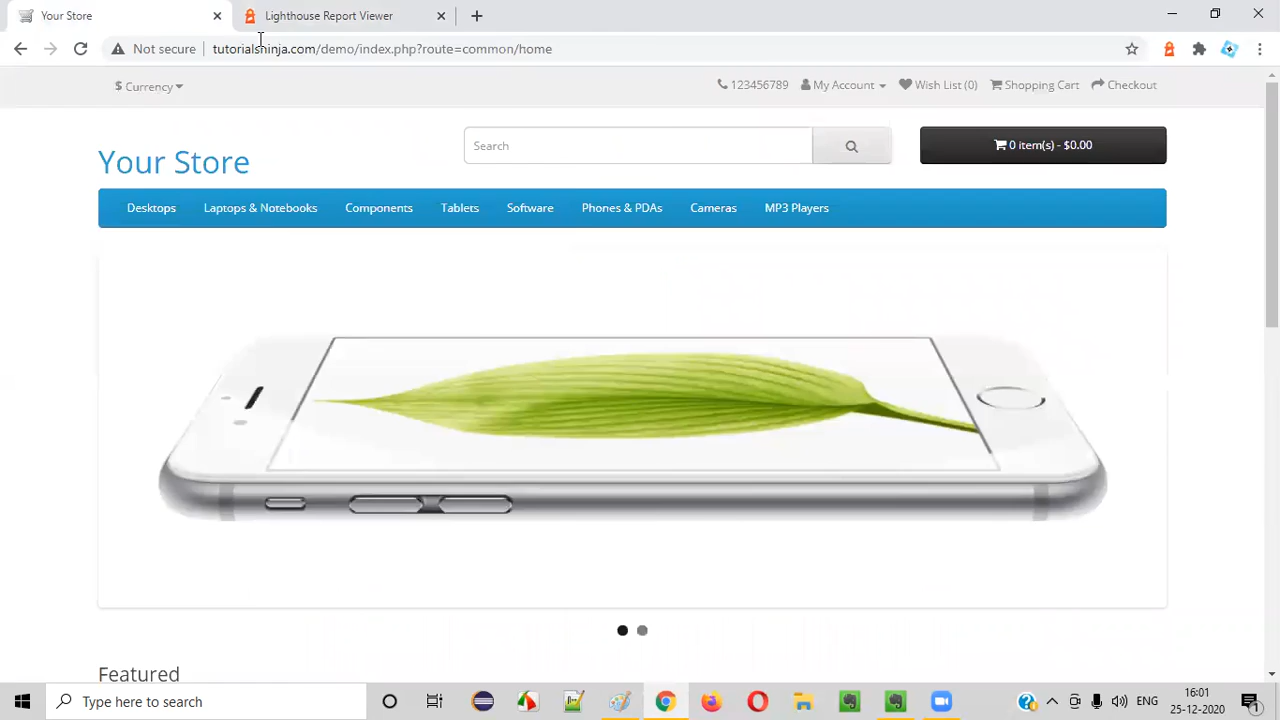 Your Store
Lighthouse Report Viewer
Not secure
tutorialsninja.com/demo/index.php?route=common/home
$ Currency
123456789
My Account
Wish List (0)
Shopping Cart
Checkout
Your Store
Search
0 item(s) - $0.00
Desktops
Laptops & Notebooks
Components
Tablets
Software
Phones & PDAs
Cameras
MP3 Players
Featured
Type here to search
ENG
16:01
25-12-2020
1